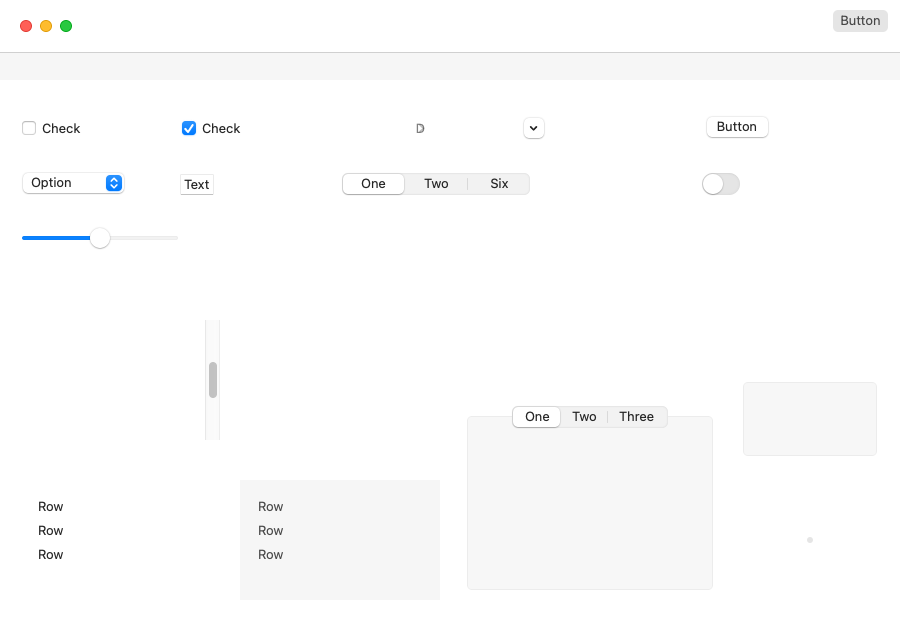 Button
Check
Check
D
Button
Option
Text
One Two Six
One Two Three
Row
Row
Row
Row
Row
Row